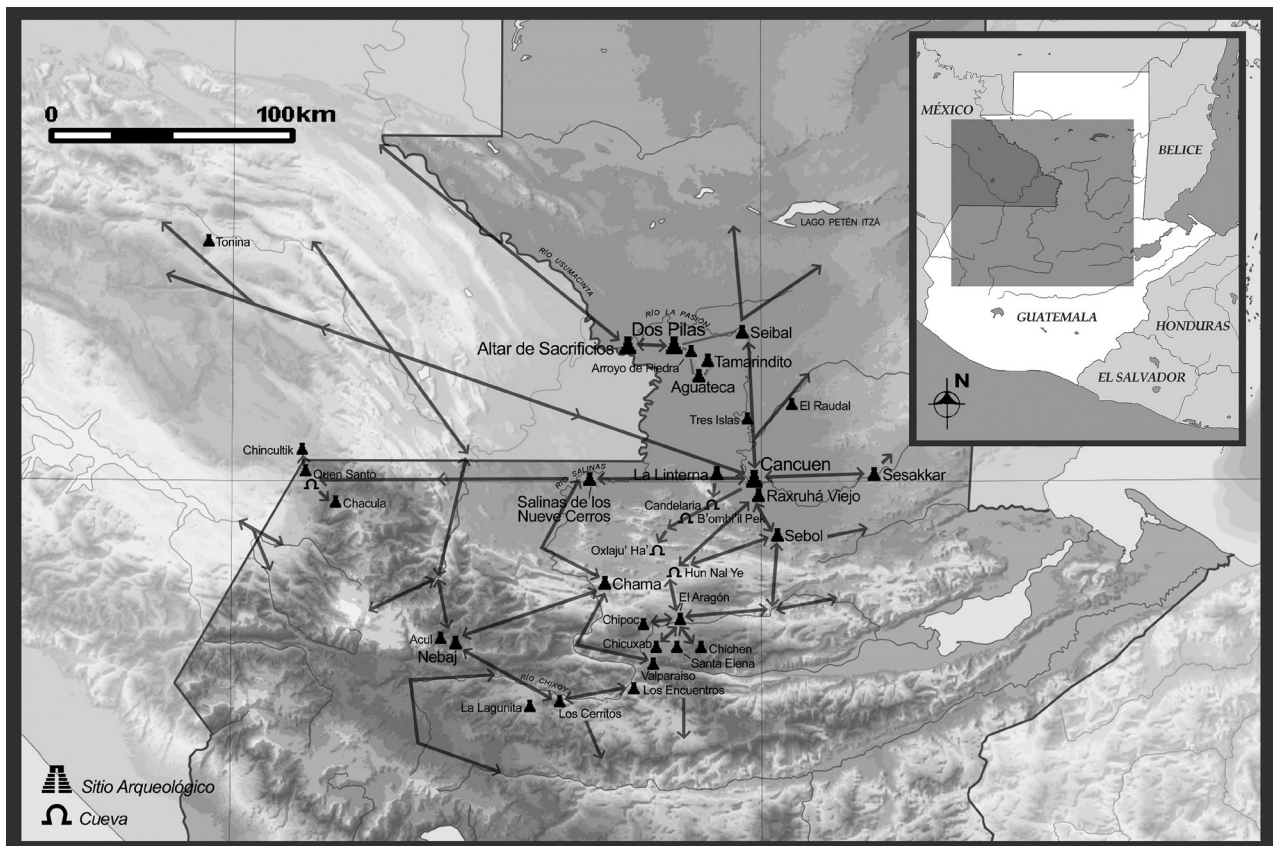 0 100km
MÉXICO
BELICE
GUATEMALA
HONDURAS
EL SALVADOR
N
LAGO PETÉN ITZÁ
Tonina
RÍO USUMACINTA
RÍO LA PASIÓN
Dos Pilas
Seibal
Altar de Sacrificios
Arroyo de Piedra
Tamarindito
Aguateca
El Raudal
Tres Islas
Chincultik
Quen Santo
Chacula
RÍO SALINAS
Salinas de los
Nueve Cerros
La Linterna
Cancuen
Sesakkar
Raxruhá Viejo
Candelaria
B'ombi'il Pek
Sebol
Oxlaju' Ha'
Hun Nal Ye
Chama
El Aragón
Chipoc
Acul
Nebaj
Chicuxab
Chichen
Santa Elena
Valparaiso
RÍO CHIXOY
Los Encuentros
La Lagunita
Los Cerritos
Sitio Arqueológico
Cueva